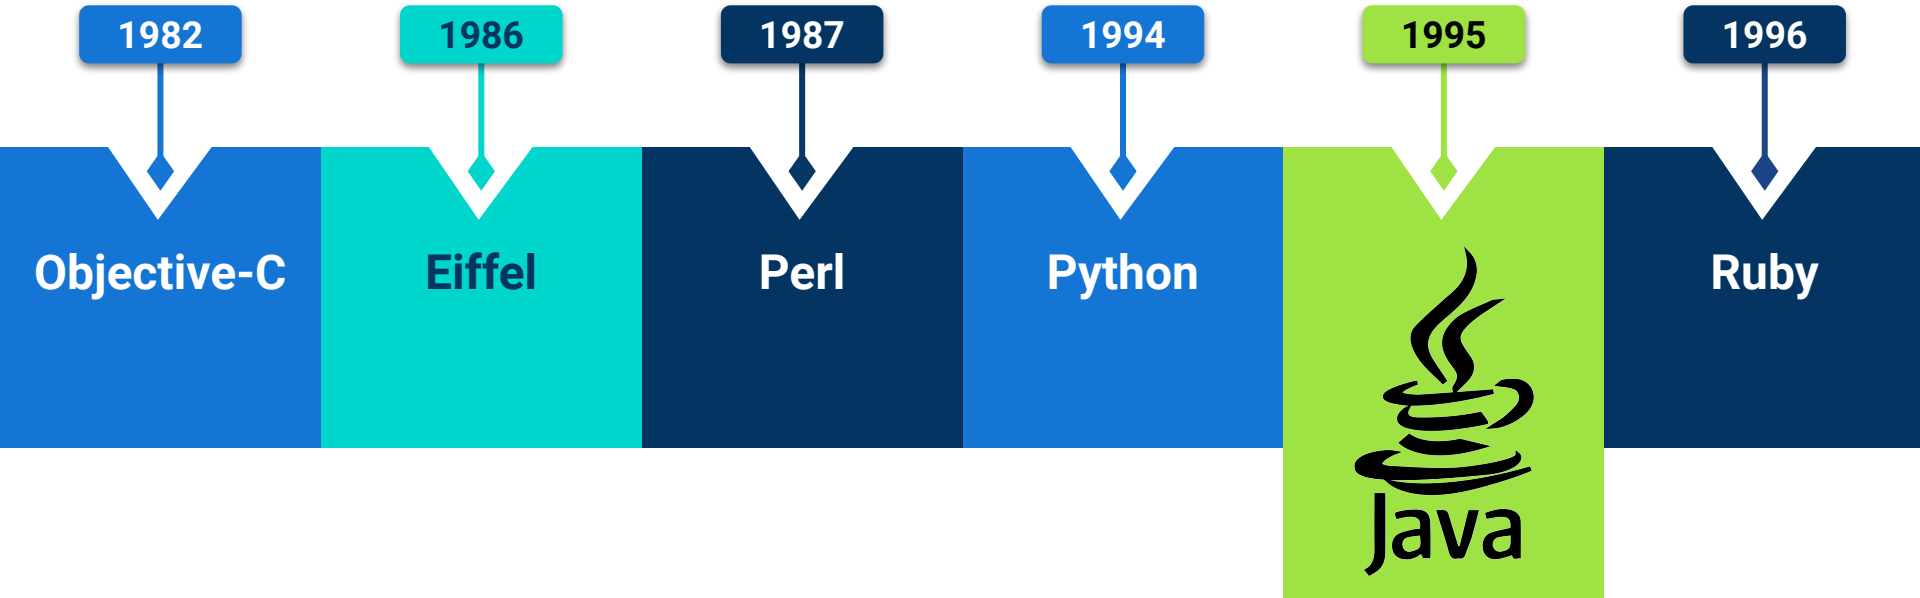 1982
1986
1987
1994
1995
1996
Objective-C
Eiffel
Perl
Python
Ruby
Java